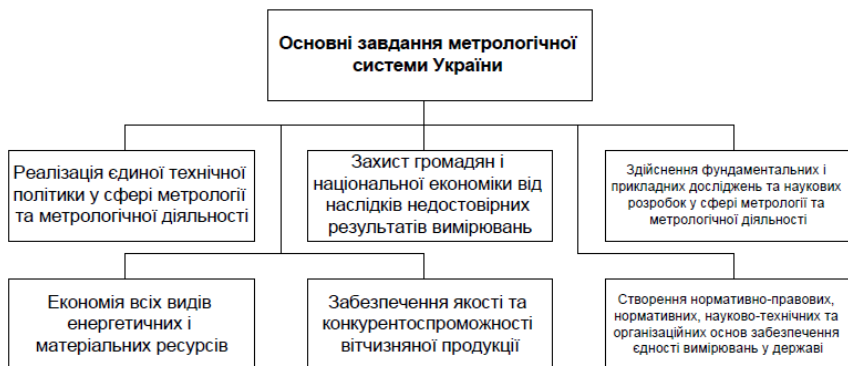 Основні завдання метрологічної
системи України
Реалізація єдиної технічної
політики у сфері метрології
та метрологічної діяльності
Захист громадян і
національної економіки від
наслідків недостовірних
результатів вимірювань
Здійснення фундаментальних і
прикладних досліджень та наукових
розробок у сфері метрології та
метрологічної діяльності
Економія всіх видів
енергетичних і
матеріальних ресурсів
Забезпечення якості та
конкурентоспроможності
вітчизняної продукції
Створення нормативно-правових,
нормативних, науково-технічних та
організаційних основ забезпечення
єдності вимірювань у державі